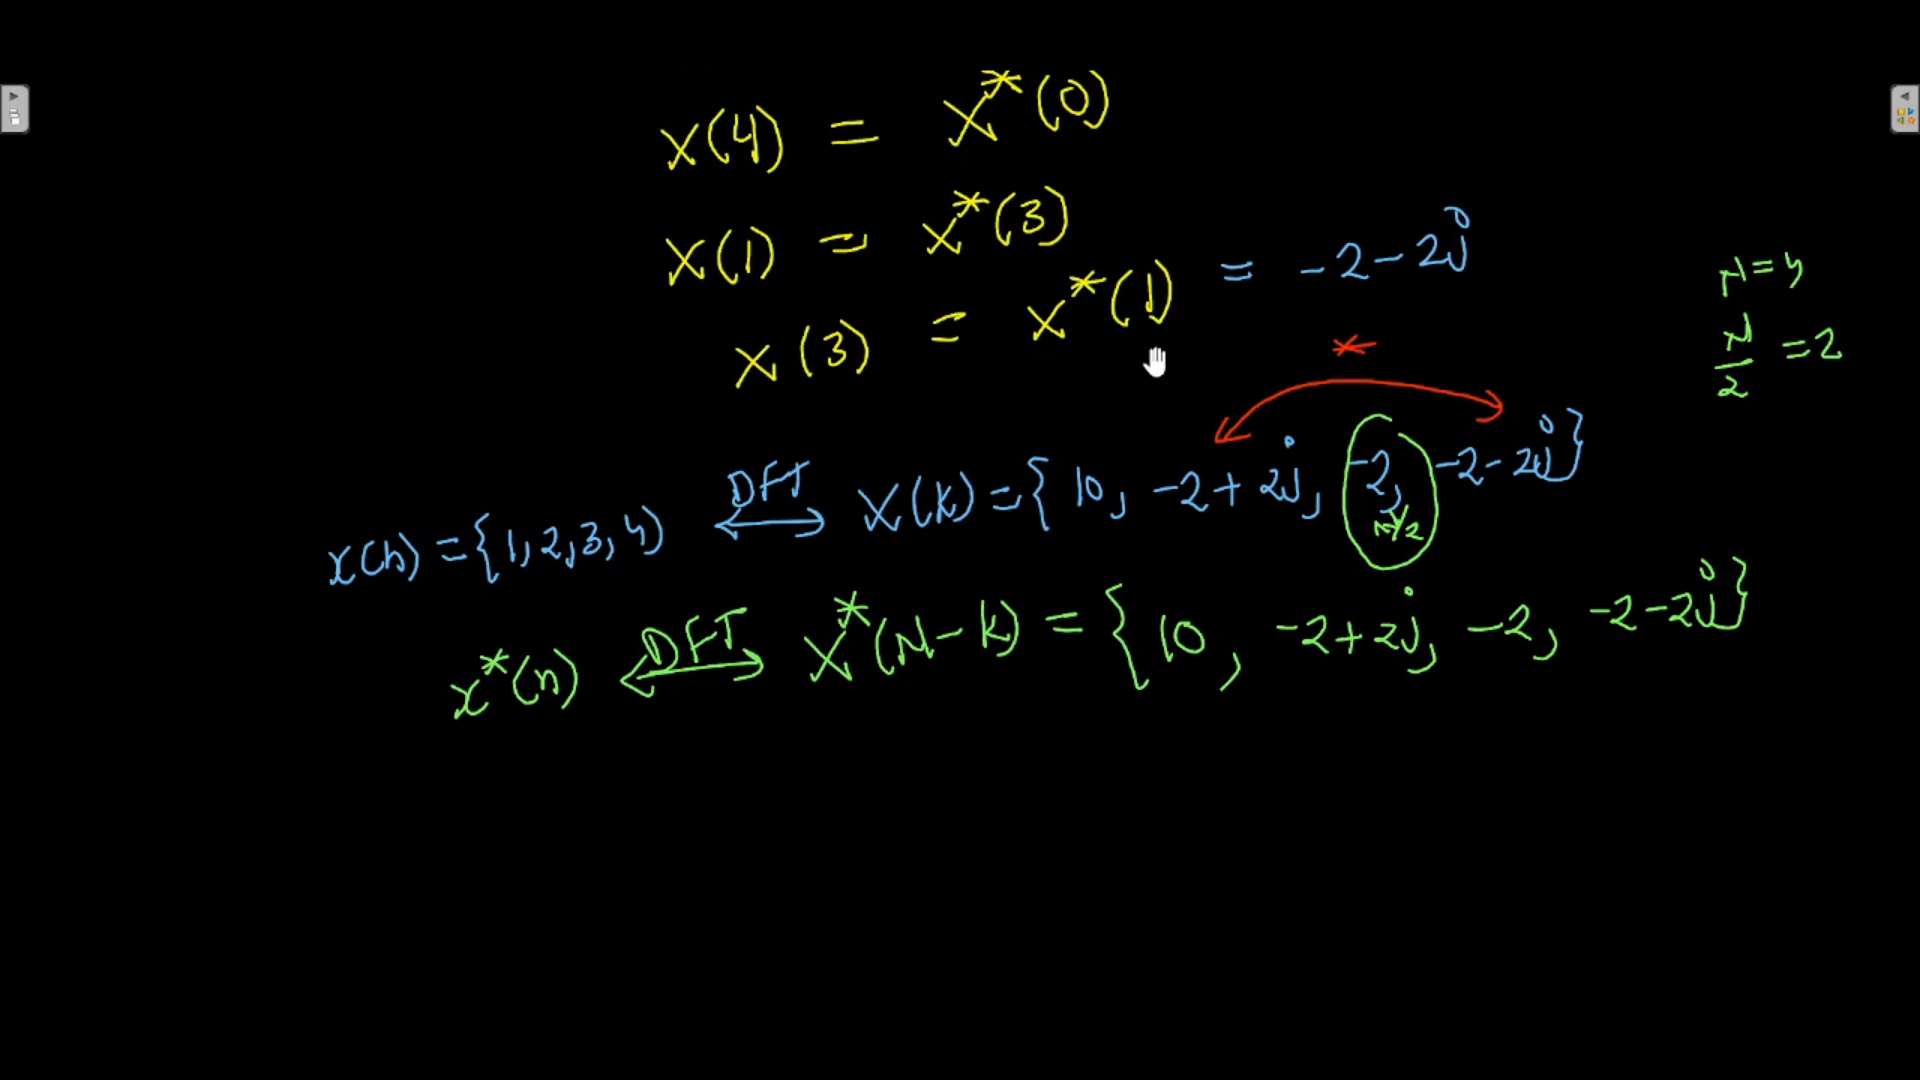 X(4) = X*(0)
X(1) = X*(3)
X(3) = X*(1) = -2-2j
N=4
N/2 = 2
*
x(n) = {1,2,3,4} DFT X(k) = { 10, -2+2j, -2, -2-2j}
N/2
x*(n) DFT X*(N-k) = { 10, -2+2j, -2, -2-2j}